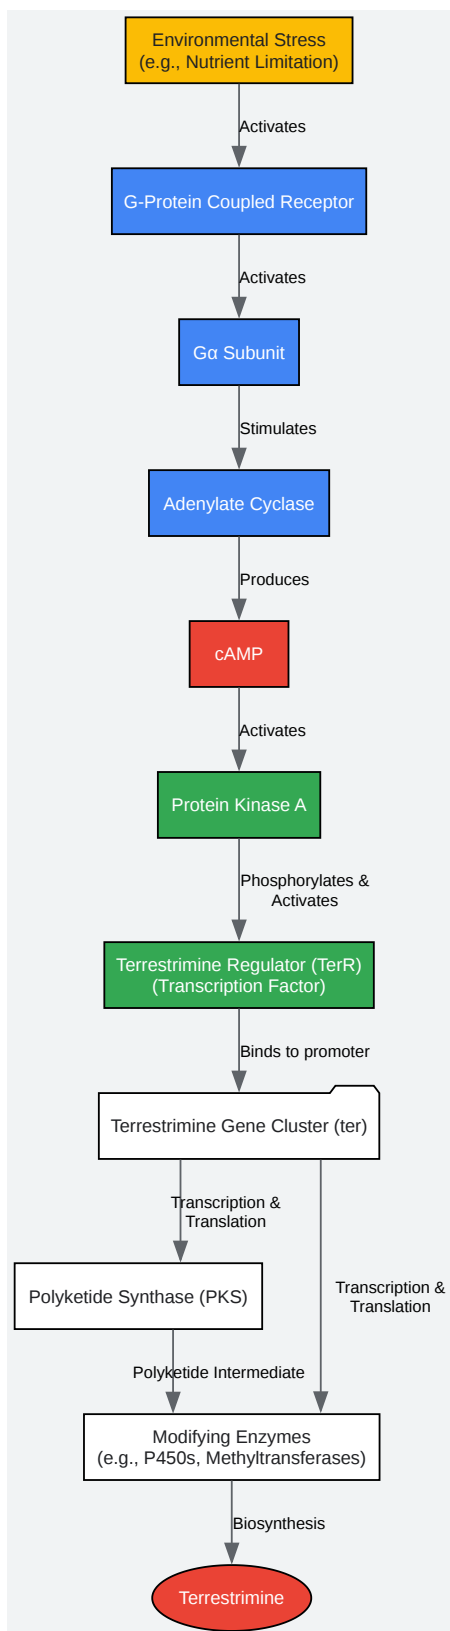 Environmental Stress
(e.g., Nutrient Limitation)
Activates
G-Protein Coupled Receptor
Activates
Gα Subunit
Stimulates
Adenylate Cyclase
Produces
cAMP
Activates
Protein Kinase A
Phosphorylates &
Activates
Terrestrimine Regulator (TerR)
(Transcription Factor)
Binds to promoter
Terrestrimine Gene Cluster (ter)
Transcription &
Translation
Polyketide Synthase (PKS)
Transcription &
Translation
Polyketide Intermediate
Modifying Enzymes
(e.g., P450s, Methyltransferases)
Biosynthesis
Terrestrimine